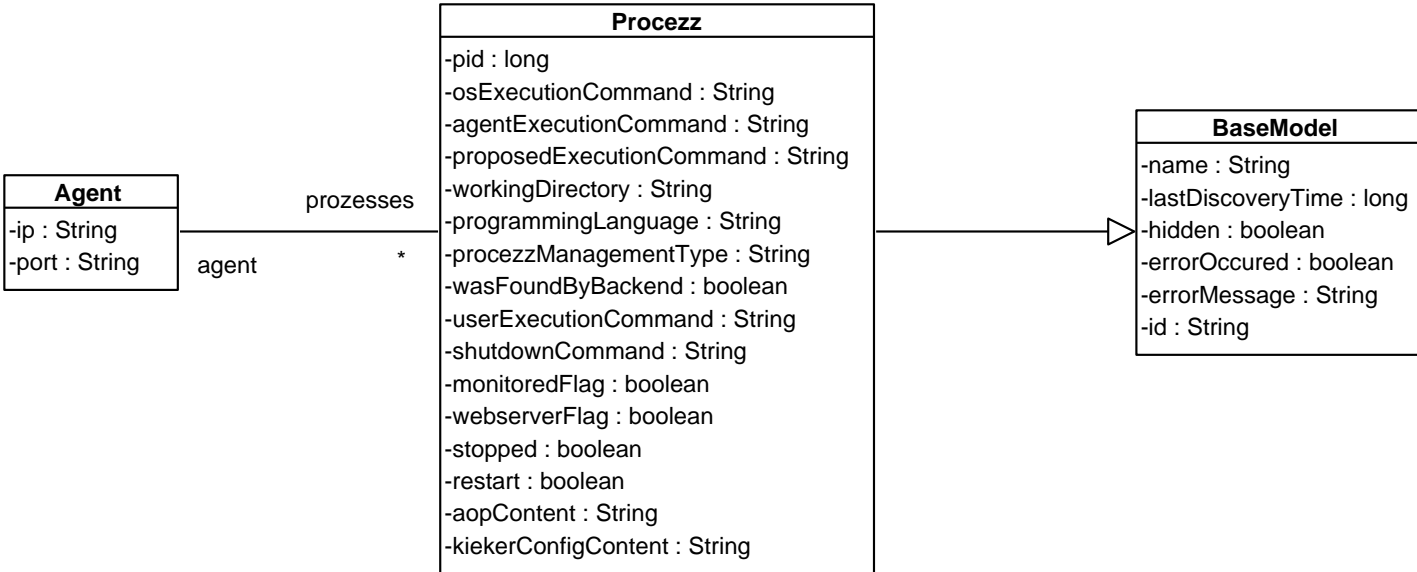 Agent
-ip : String
-port : String
prozesses
agent
*
Procezz
-pid : long
-osExecutionCommand : String
-agentExecutionCommand : String
-proposedExecutionCommand : String
-workingDirectory : String
-programmingLanguage : String
-procezzManagementType : String
-wasFoundByBackend : boolean
-userExecutionCommand : String
-shutdownCommand : String
-monitoredFlag : boolean
-webserverFlag : boolean
-stopped : boolean
-restart : boolean
-aopContent : String
-kiekerConfigContent : String
BaseModel
-name : String
-lastDiscoveryTime : long
-hidden : boolean
-errorOccured : boolean
-errorMessage : String
-id : String